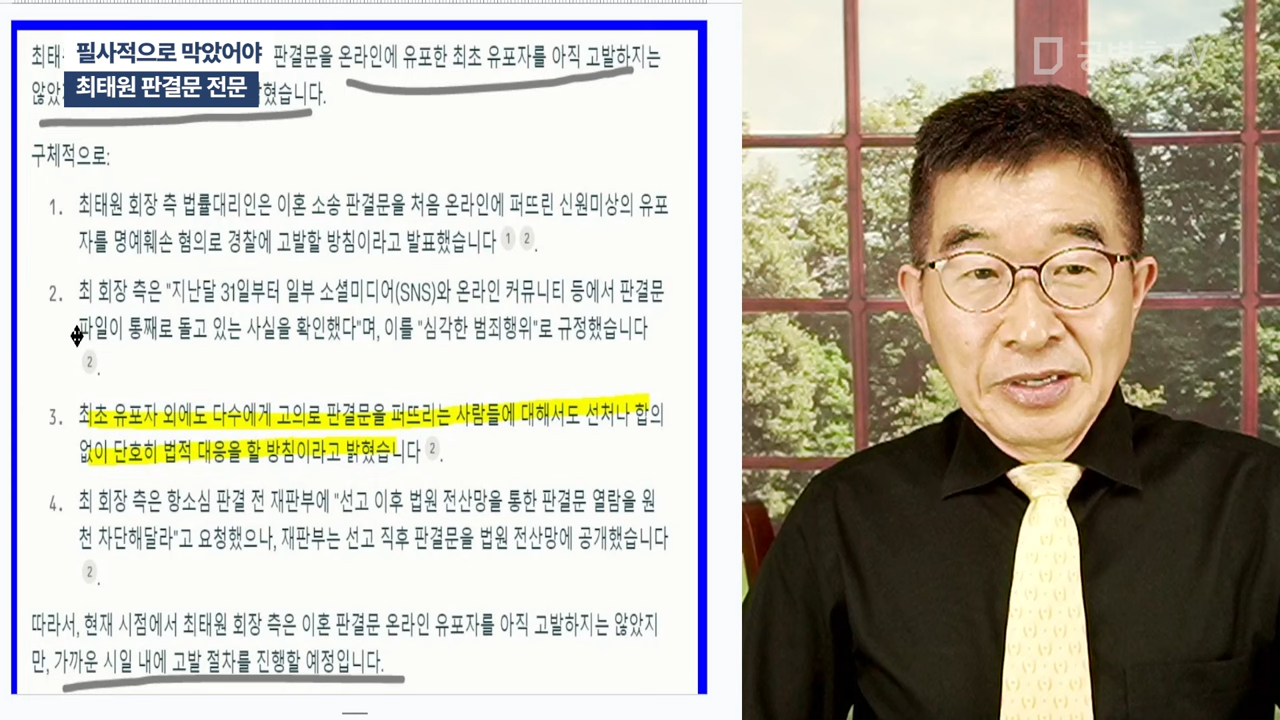 필사적으로 막았어야
최태원 판결문 전문
최태 판결문을 온라인에 유포한 최초 유포자를 아직 고발하지는
않았 혔습니다.
구체적으로:
1. 최태원 회장 측 법률대리인은 이혼 소송 판결문을 처음 온라인에 퍼뜨린 신원미상의 유포
자를 명예훼손 혐의로 경찰에 고발할 방침이라고 발표했습니다 1 2.
2. 최 회장 측은 "지난달 31일부터 일부 소셜미디어(SNS)와 온라인 커뮤니티 등에서 판결문
파일이 통째로 돌고 있는 사실을 확인했다"며, 이를 "심각한 범죄행위"로 규정했습니다
2.
3. 최초 유포자 외에도 다수에게 고의로 판결문을 퍼뜨리는 사람들에 대해서도 선처나 합의
없이 단호히 법적 대응을 할 방침이라고 밝혔습니다 2.
4. 최 회장 측은 항소심 판결 전 재판부에 "선고 이후 법원 전산망을 통한 판결문 열람을 원
천 차단해달라"고 요청했으나, 재판부는 선고 직후 판결문을 법원 전산망에 공개했습니다
2.
따라서, 현재 시점에서 최태원 회장 측은 이혼 판결문 온라인 유포자를 아직 고발하지는 않았지
만, 가까운 시일 내에 고발 절차를 진행할 예정입니다.
공병호TV